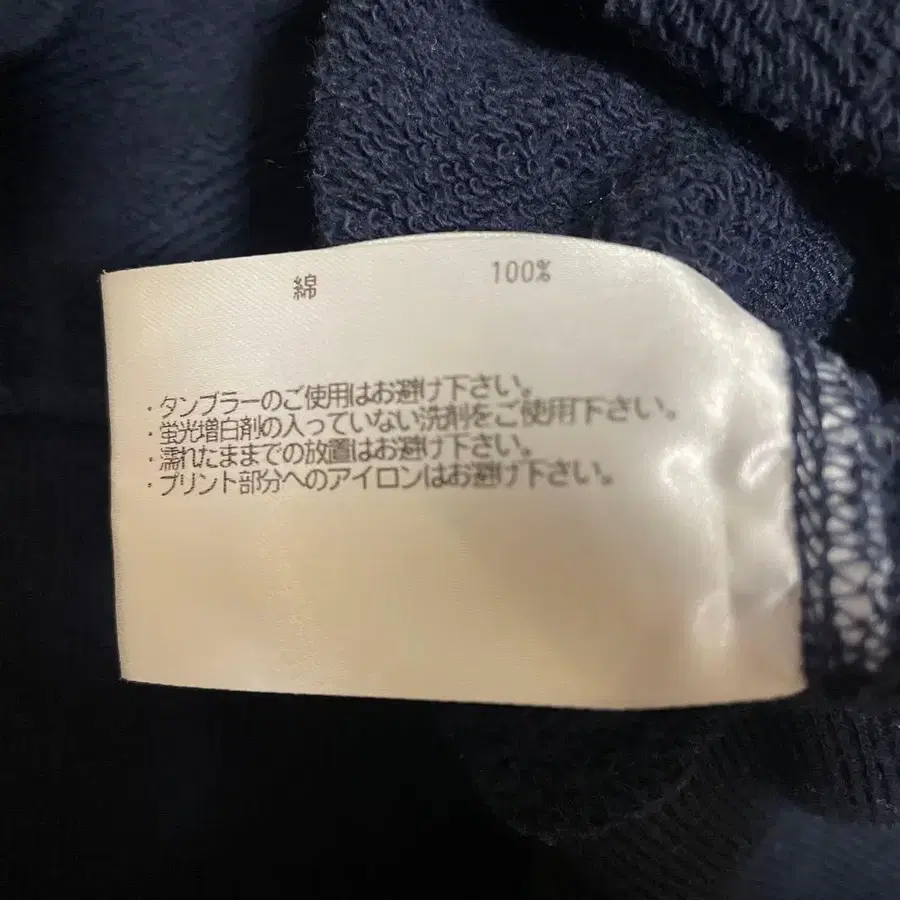 綿 100%
・タンブラーのご使用はお避け下さい。
・蛍光増白剤の入っていない洗剤をご使用下さい。
・濡れたままでの放置はお避け下さい。
・プリント部分へのアイロンはお避け下さい。